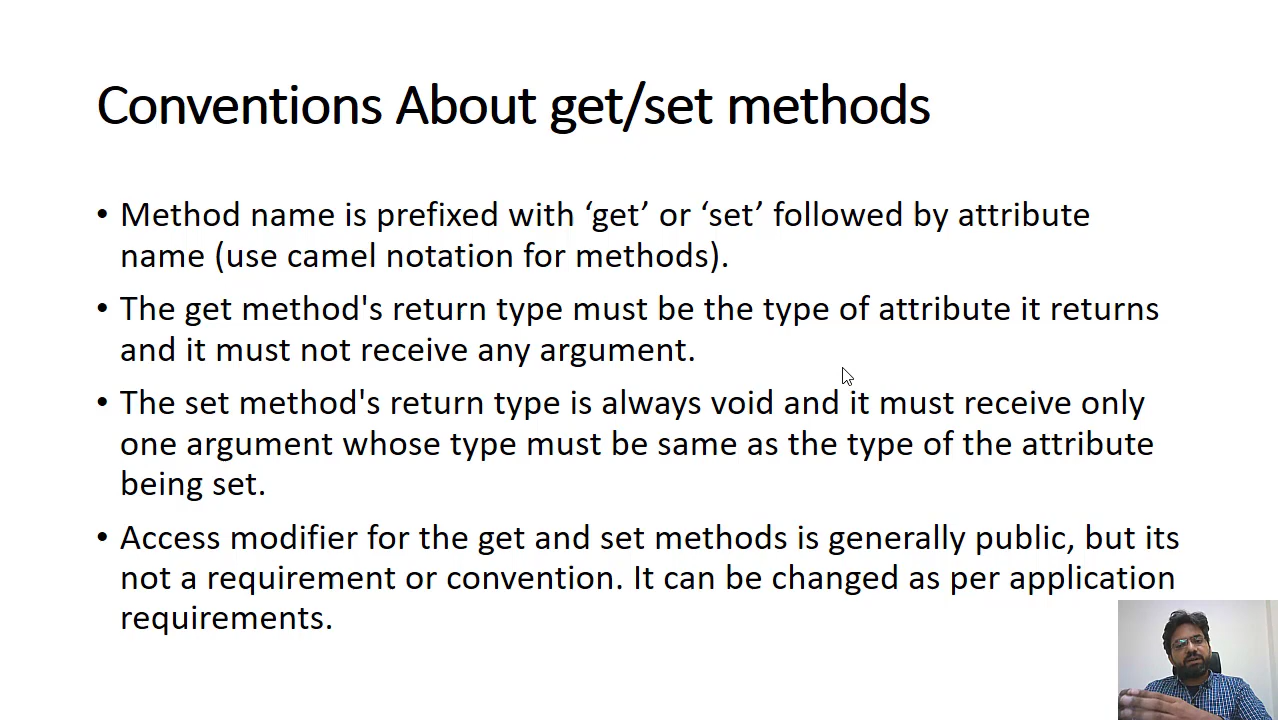 Conventions About get/set methods
• Method name is prefixed with ‘get’ or ‘set’ followed by attribute
name (use camel notation for methods).
• The get method's return type must be the type of attribute it returns
and it must not receive any argument.
• The set method's return type is always void and it must receive only
one argument whose type must be same as the type of the attribute
being set.
• Access modifier for the get and set methods is generally public, but its
not a requirement or convention. It can be changed as per application
requirements.